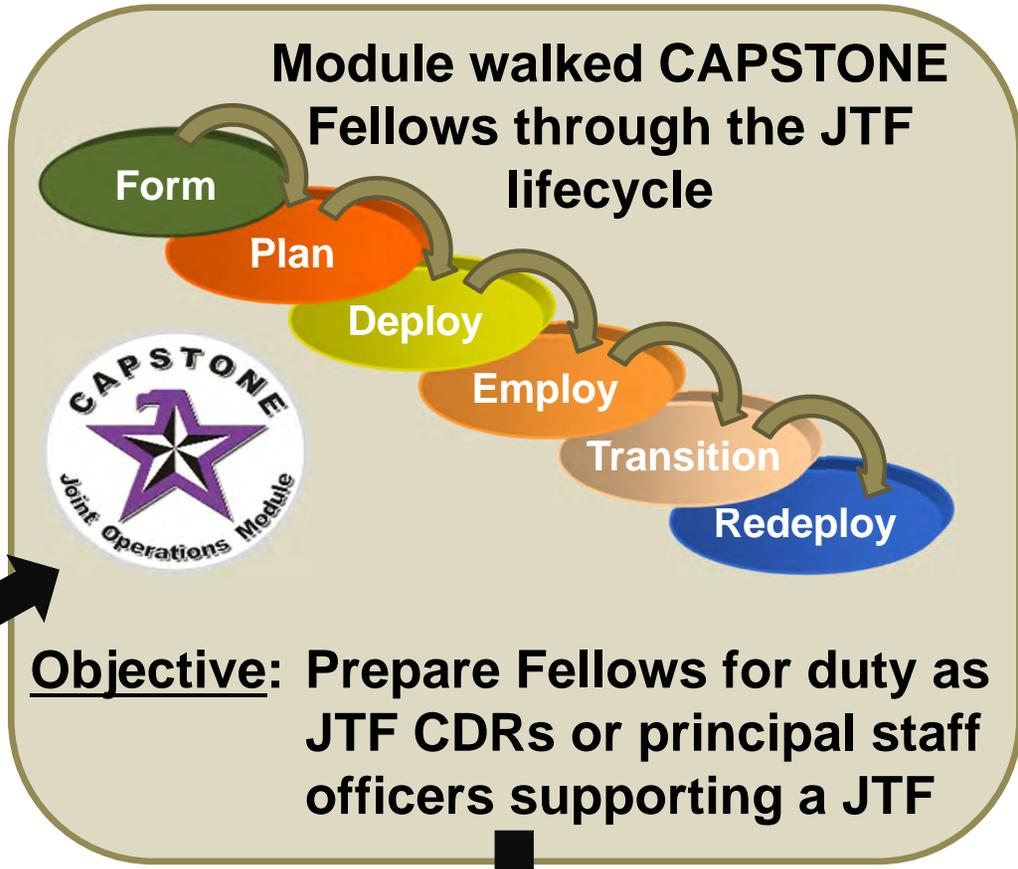 Module walked CAPSTONE
Fellows through the JTF
lifecycle
Form
Plan
Deploy
Employ
Transition
Redeploy
CAPSTONE
Joint Operations Module
Objective: Prepare Fellows for duty as
JTF CDRs or principal staff
officers supporting a JTF